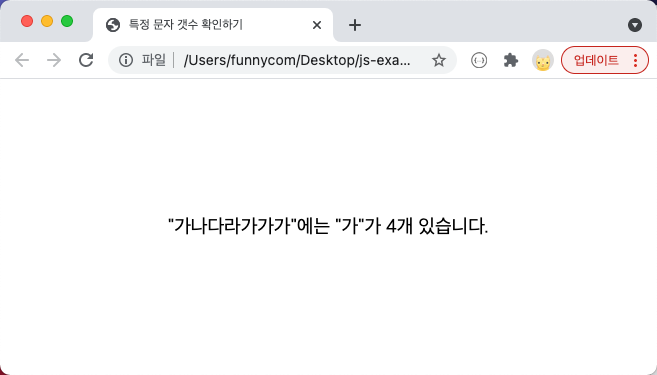 특정 문자 갯수 확인하기
파일 /Users/funnycom/Desktop/js-exa...
업데이트
"가나다라가가가"에는 "가"가 4개 있습니다.